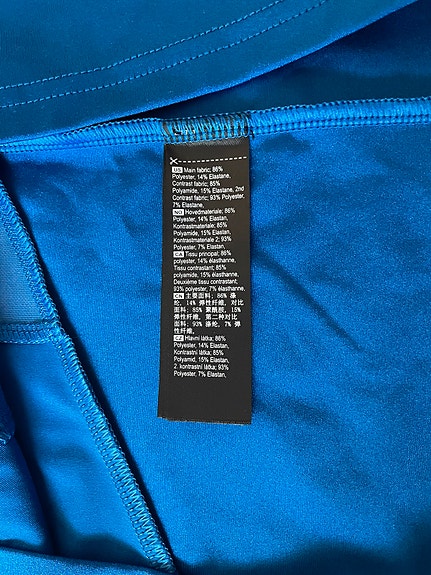 US Main fabric; 86%
Polyester, 14% Elastane,
Contrast fabric; 85%
Polyamide, 15% Elastane, 2nd
Contrast fabric; 93% Polyester,
7% Elastane,
NO Hovedmateriale; 86%
Polyester, 14% Elastan,
Kontrastmateriale; 85%
Polyamide, 15% Elastan,
Kontrastmateriale 2; 93%
Polyester, 7% Elastan,
CA Tissu principal; 86%
polyester, 14% élasthanne,
Tissu contrastant; 85%
polyamide, 15% élasthanne,
Deuxième tissu contrastant;
93% polyester, 7% élasthanne,
CN 主要面料; 86% 涤
纶, 14% 弹性纤维, 对比
面料; 85% 聚酰胺, 15%
弹性纤维, 第二种对比
面料; 93% 涤纶, 7% 弹
性纤维,
CZ Hlavní látka; 86%
Polyester, 14% Elastan,
Kontrastní látka; 85%
Polyamid, 15% Elastan,
2. kontrastní látka; 93%
Polyester, 7% Elastan,